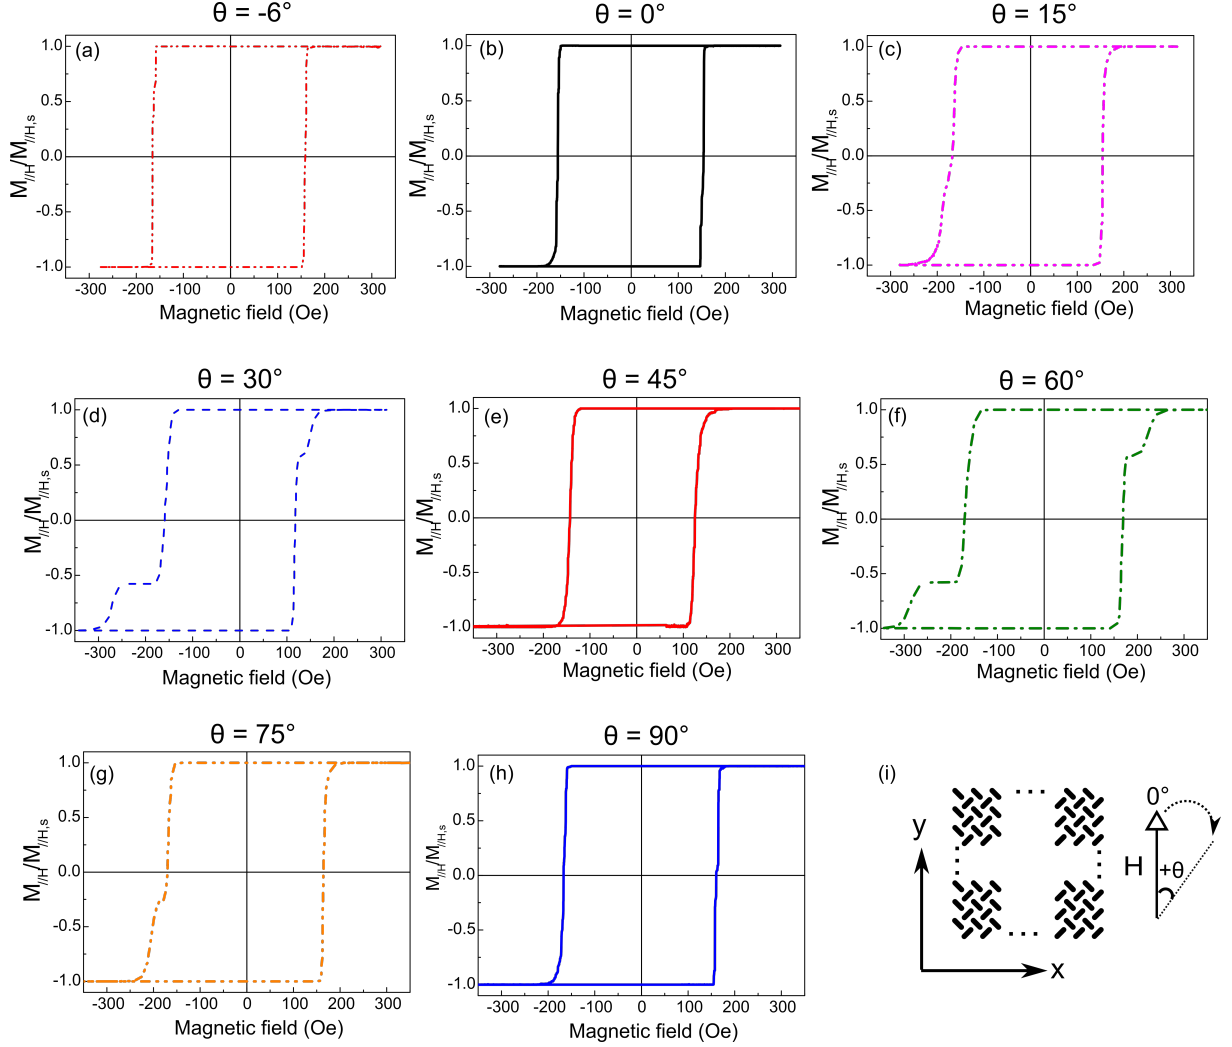 θ = -6°
θ = 0°
θ = 15°
(a)
1.0
0.5
0.0
-0.5
-1.0
M//H/M//H,s
-300 -200 -100 0 100 200 300
Magnetic field (Oe)
(b)
1.0
0.5
0.0
-0.5
-1.0
M//H/M//H,s
-300 -200 -100 0 100 200 300
Magnetic field (Oe)
(c)
1.0
0.5
0.0
-0.5
-1.0
M//H/M//H,s
-300 -200 -100 0 100 200 300
Magnetic field (Oe)
θ = 30°
θ = 45°
θ = 60°
(d)
1.0
0.5
0.0
-0.5
-1.0
M//H/M//H,s
-300 -200 -100 0 100 200 300
Magnetic field (Oe)
(e)
1.0
0.5
0.0
-0.5
-1.0
M//H/M//H,s
-300 -200 -100 0 100 200 300
Magnetic field (Oe)
(f)
1.0
0.5
0.0
-0.5
-1.0
M//H/M//H,s
-300 -200 -100 0 100 200 300
Magnetic field (Oe)
θ = 75°
θ = 90°
(g)
1.0
0.5
0.0
-0.5
-1.0
M//H/M//H,s
-300 -200 -100 0 100 200 300
Magnetic field (Oe)
(h)
1.0
0.5
0.0
-0.5
-1.0
M//H/M//H,s
-300 -200 -100 0 100 200 300
Magnetic field (Oe)
(i)
0°
y
H
+θ
x